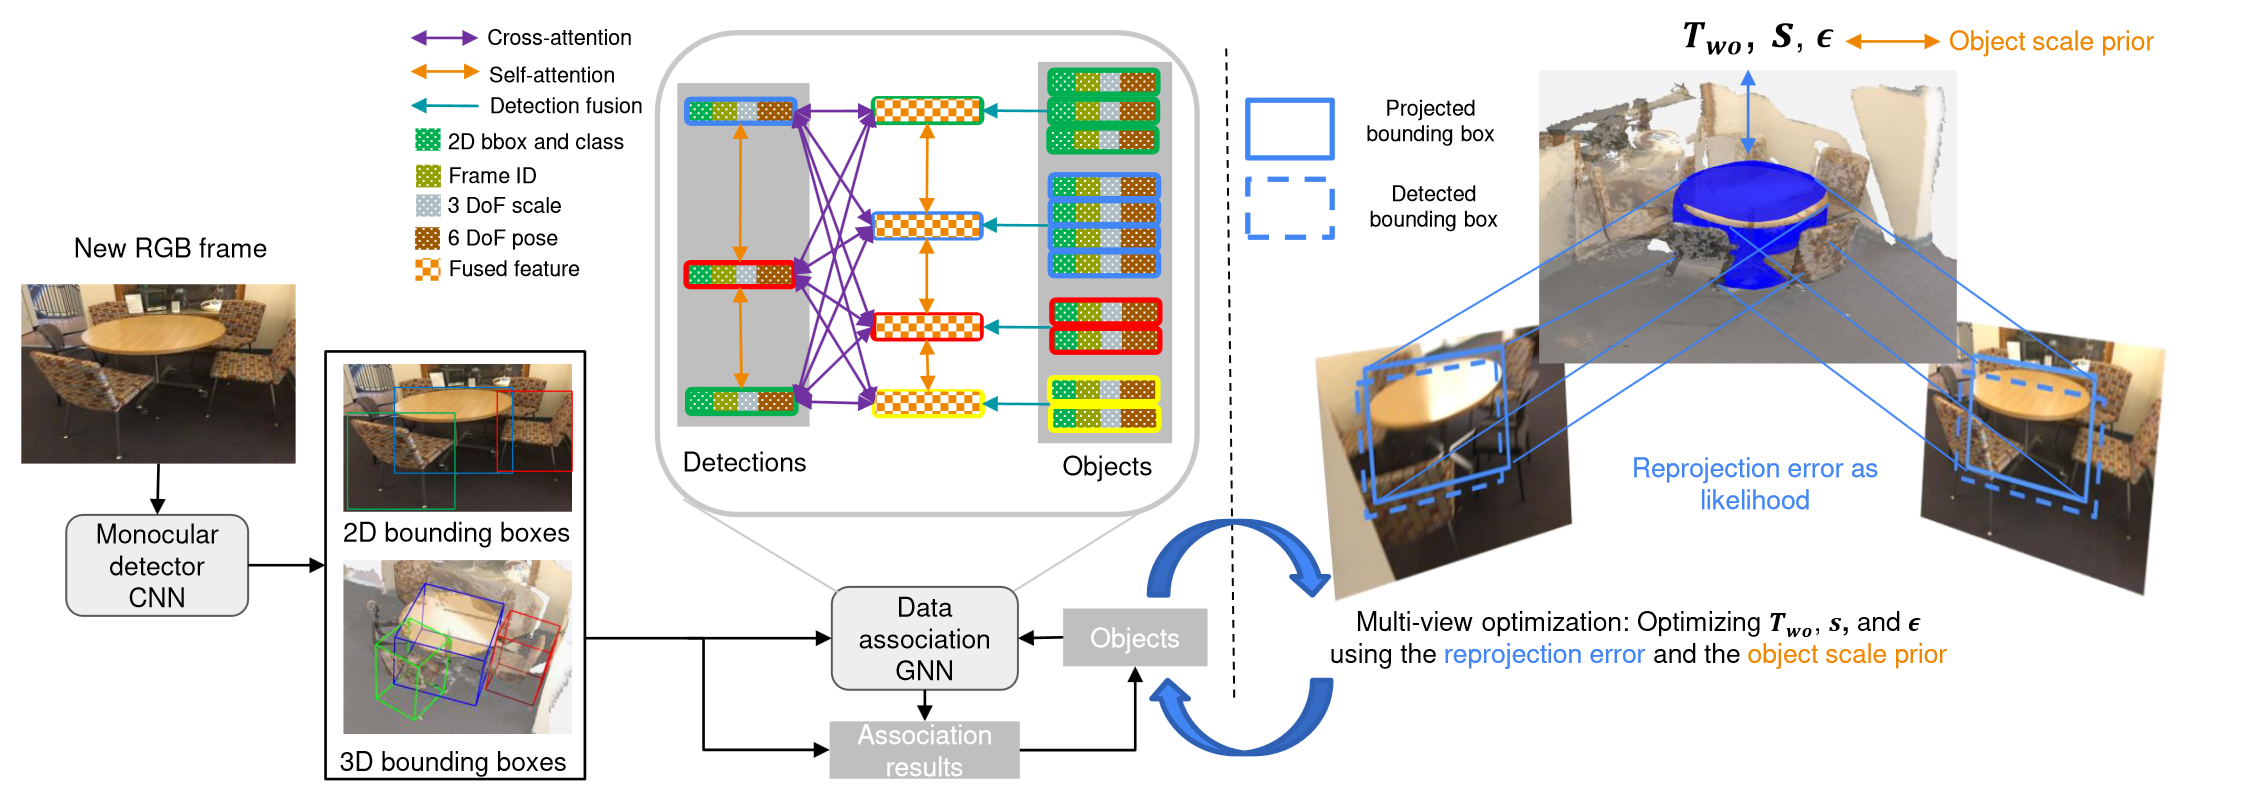 New RGB frame
Monocular
detector
CNN
2D bounding boxes
3D bounding boxes
Cross-attention
Self-attention
Detection fusion
2D bbox and class
Frame ID
3 DoF scale
6 DoF pose
Fused feature
Detections
Objects
Data
association
GNN
Objects
Association
results
Projected
bounding box
Detected
bounding box
T_wo, S, ϵ
Object scale prior
Reprojection error as
likelihood
Multi-view optimization: Optimizing T_wo, s, and ϵ
using the reprojection error and the object scale prior